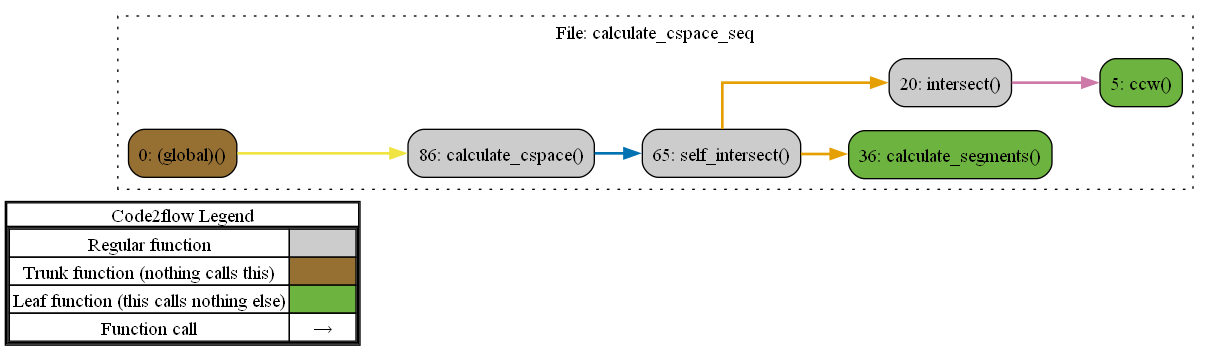 File: calculate_cspace_seq
20: intersect()
5: ccw()
0: (global)()
86: calculate_cspace()
65: self_intersect()
36: calculate_segments()
Code2flow Legend
Regular function
Trunk function (nothing calls this)
Leaf function (this calls nothing else)
Function call →